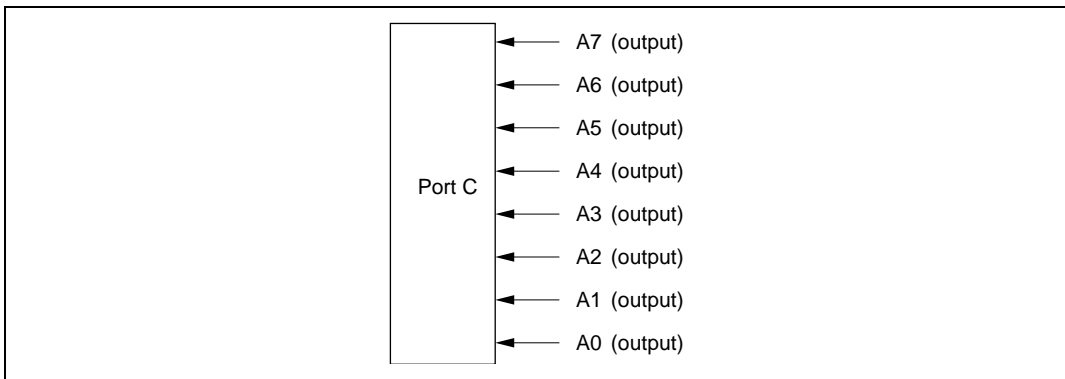 A7 (output)
A6 (output)
A5 (output)
A4 (output)
Port C
A3 (output)
A2 (output)
A1 (output)
A0 (output)